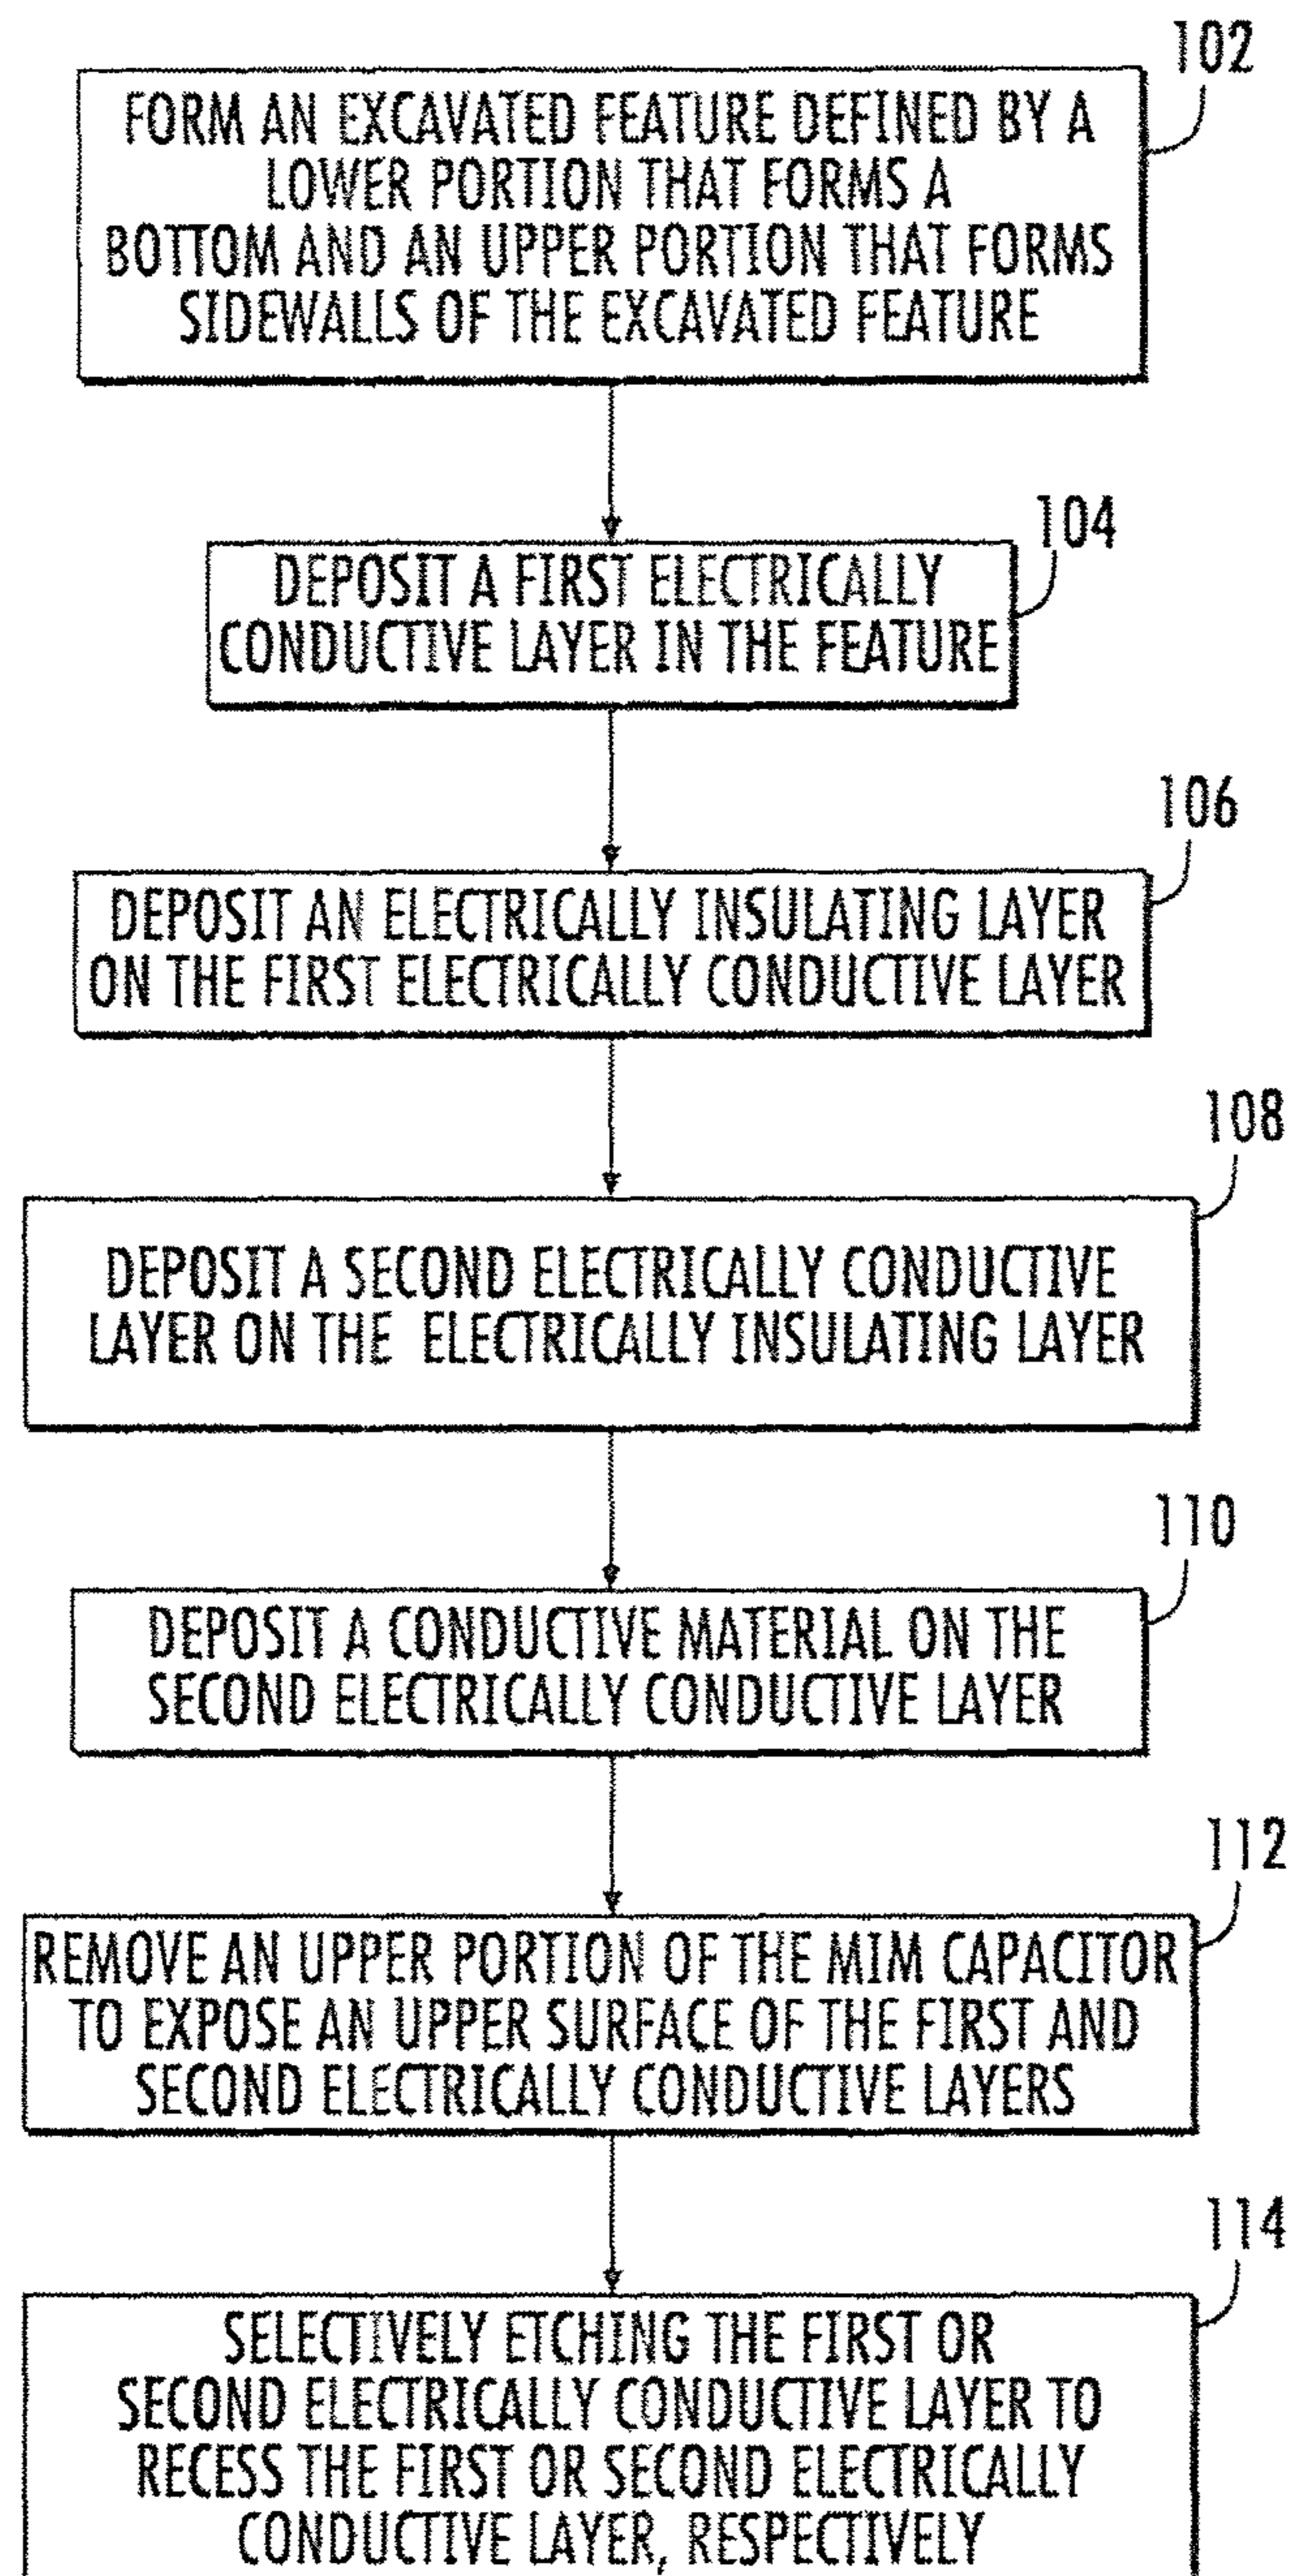 102
FORM AN EXCAVATED FEATURE DEFINED BY A
LOWER PORTION THAT FORMS A
BOTTOM AND AN UPPER PORTION THAT FORMS
SIDEWALLS OF THE EXCAVATED FEATURE
104
DEPOSIT A FIRST ELECTRICALLY
CONDUCTIVE LAYER IN THE FEATURE
106
DEPOSIT AN ELECTRICALLY INSULATING LAYER
ON THE FIRST ELECTRICALLY CONDUCTIVE LAYER
108
DEPOSIT A SECOND ELECTRICALLY CONDUCTIVE
LAYER ON THE ELECTRICALLY INSULATING LAYER
110
DEPOSIT A CONDUCTIVE MATERIAL ON THE
SECOND ELECTRICALLY CONDUCTIVE LAYER
112
REMOVE AN UPPER PORTION OF THE MIM CAPACITOR
TO EXPOSE AN UPPER SURFACE OF THE FIRST AND
SECOND ELECTRICALLY CONDUCTIVE LAYERS
114
SELECTIVELY ETCHING THE FIRST OR
SECOND ELECTRICALLY CONDUCTIVE LAYER TO
RECESS THE FIRST OR SECOND ELECTRICALLY
CONDUCTIVE LAYER, RESPECTIVELY